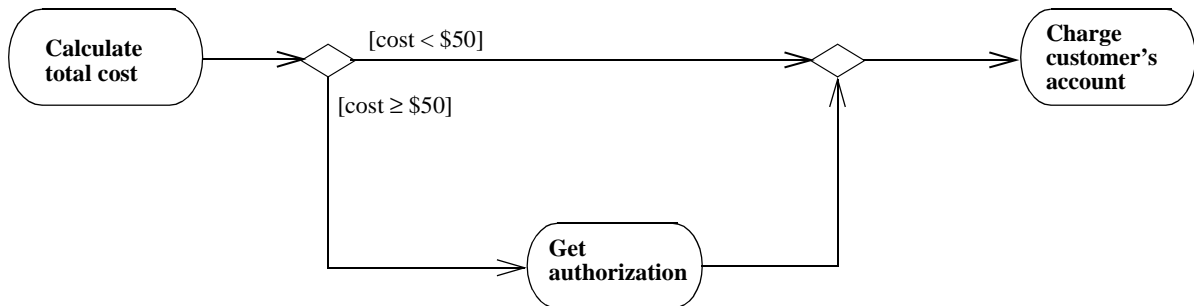 Calculate
total cost
[cost < $50]
[cost ≥ $50]
Get
authorization
Charge
customer's
account